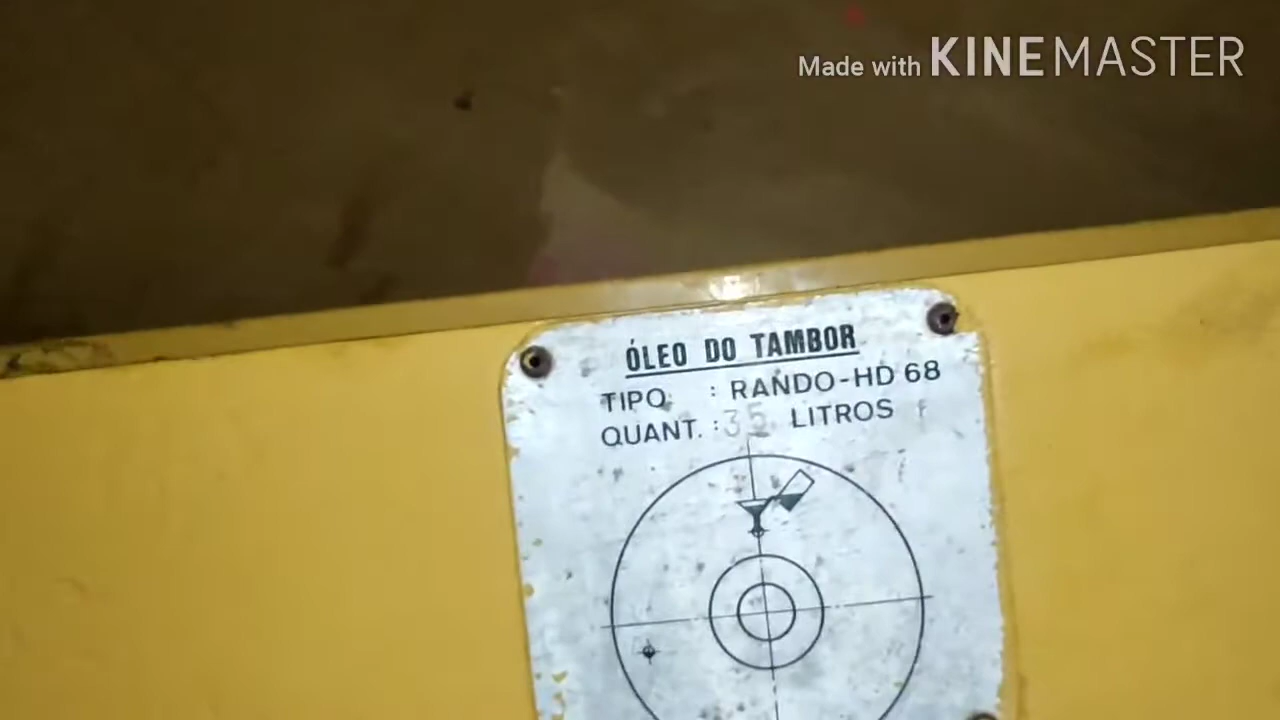 Made with KINEMASTER
ÓLEO DO TAMBOR
TIPO : RANDO-HD 68
QUANT. : 35 LITROS